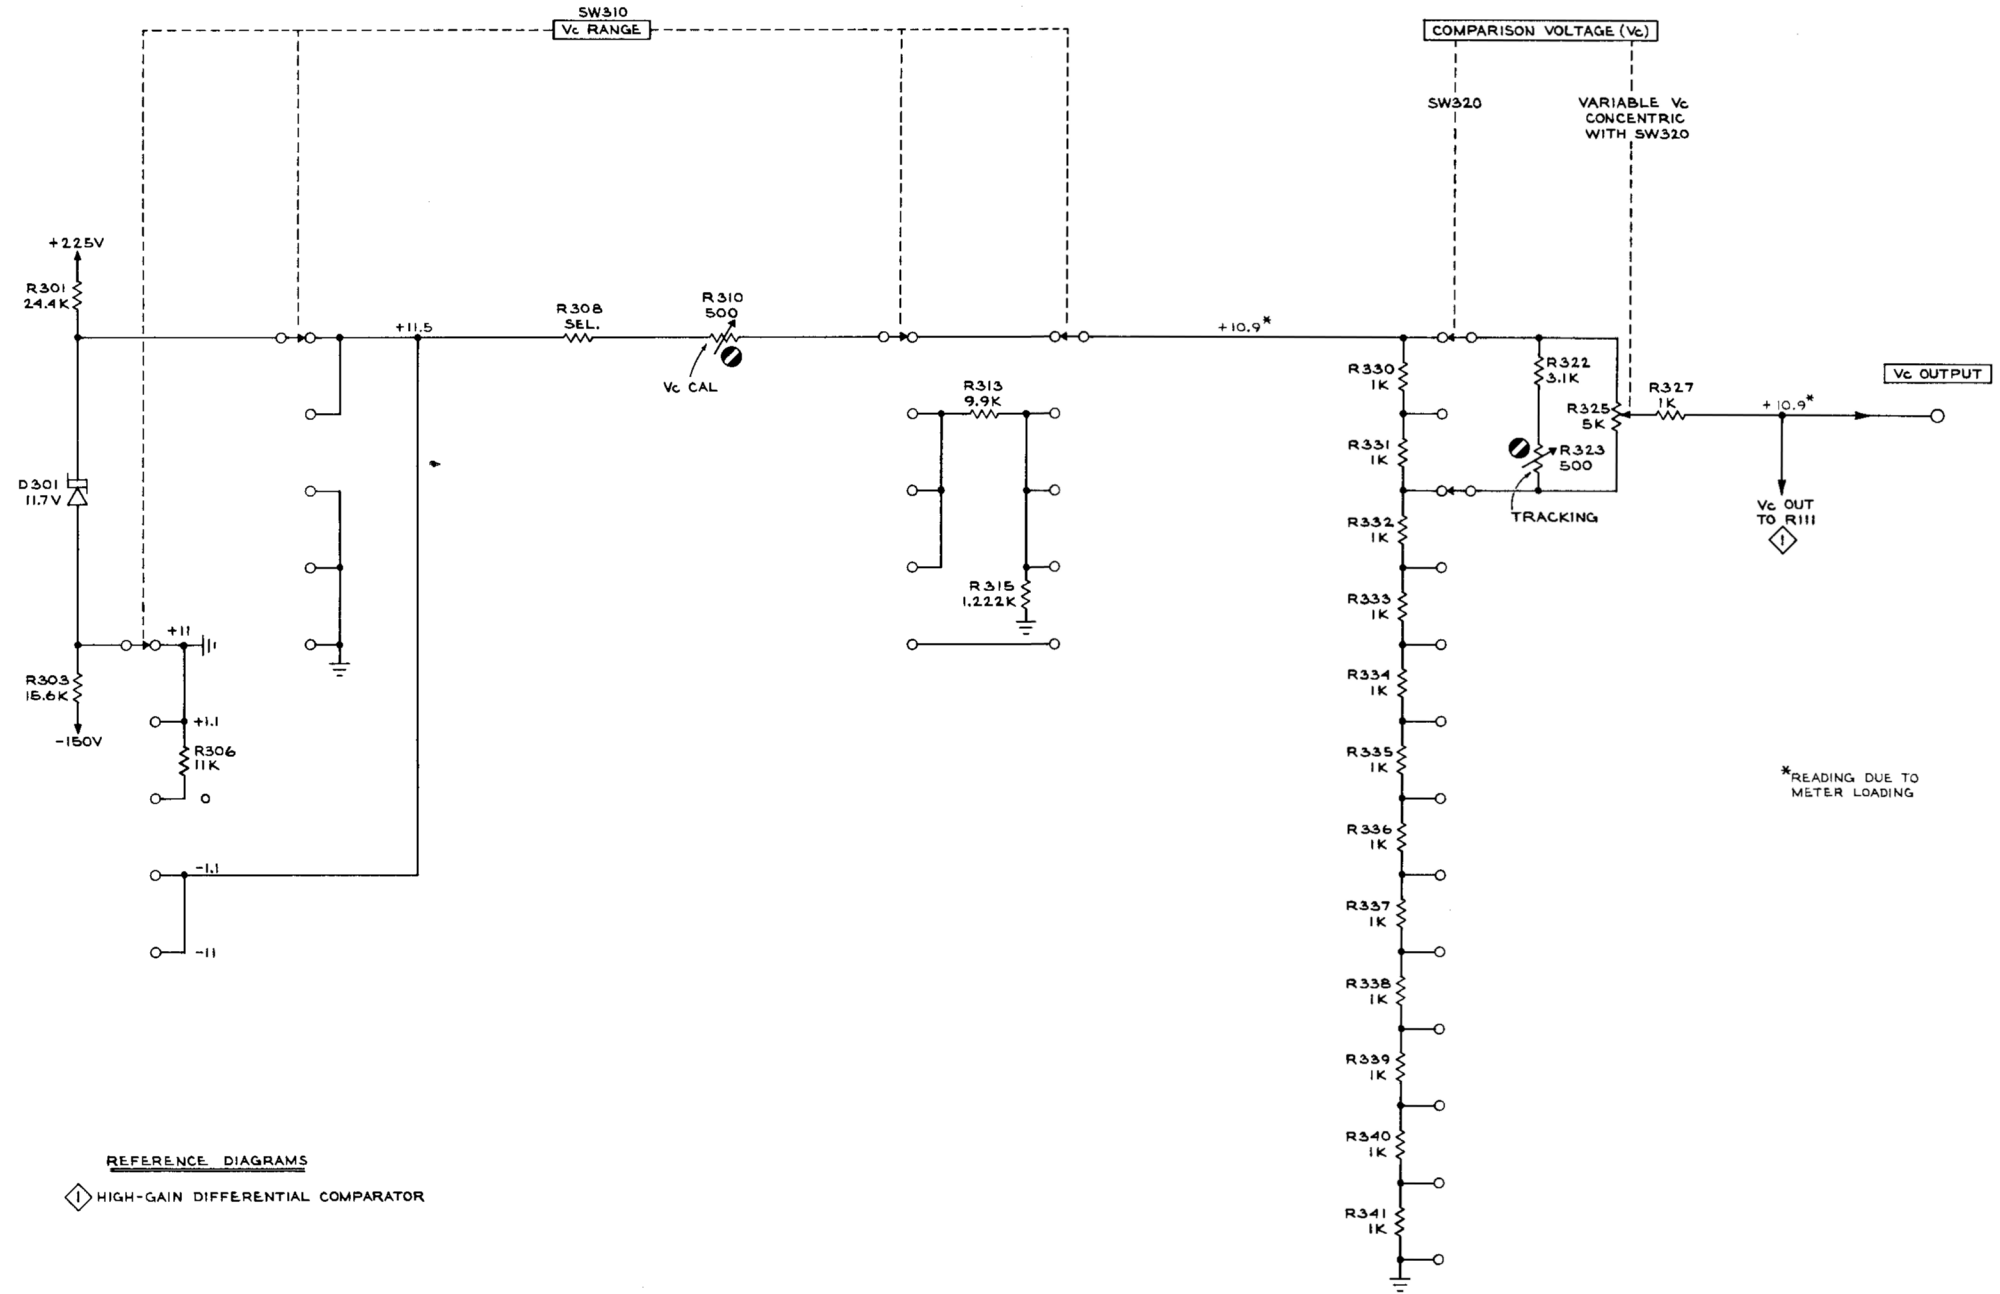 SW310
Vc RANGE
COMPARISON VOLTAGE (Vc)
SW320
VARIABLE Vc
CONCENTRIC
WITH SW320
+225V
R301
24.4K
+11.5
R308
SEL.
R310
500
Vc CAL
+10.9*
R313
9.9K
R315
1.222K
D301
11.7V
+11
R303
15.6K
-150V
+1.1
R306
11K
0
-1.1
-11
R330
1K
R331
1K
R332
1K
R333
1K
R334
1K
R335
1K
R336
1K
R337
1K
R338
1K
R339
1K
R340
1K
R341
1K
R322
3.1K
R325
5K
R323
500
TRACKING
R327
1K
+10.9*
Vc OUTPUT
Vc OUT
TO R111
1
*READING DUE TO
METER LOADING
REFERENCE DIAGRAMS
1 HIGH-GAIN DIFFERENTIAL COMPARATOR